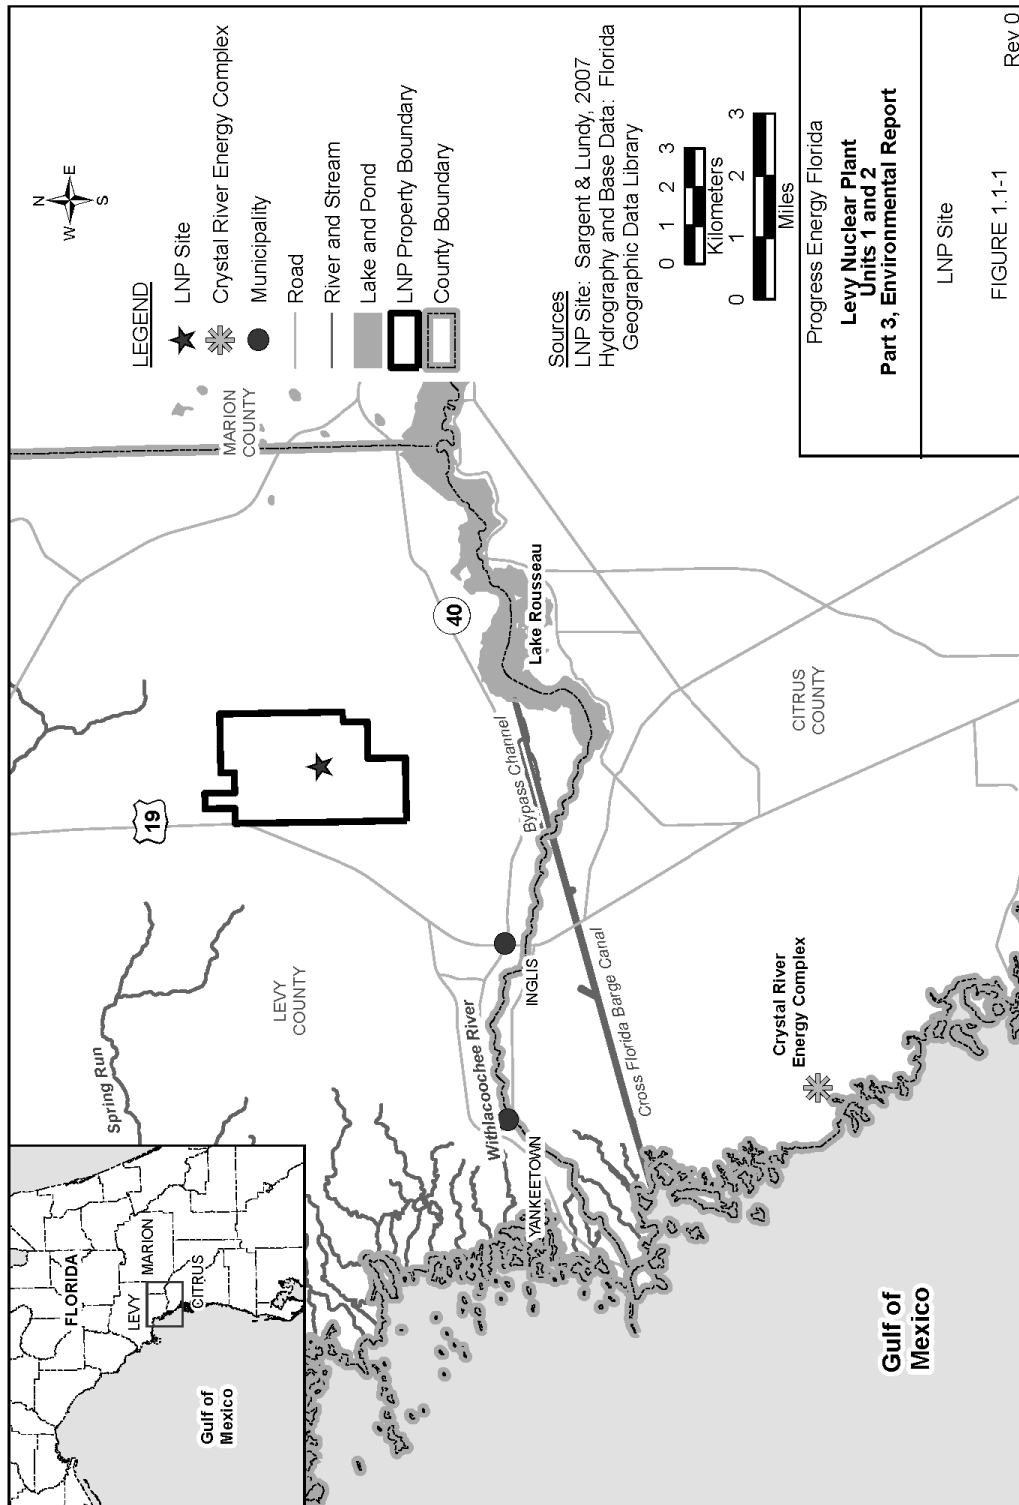 FLORIDA
LEVY
MARION
CITRUS
Gulf of
Mexico
Spring Run
LEVY
COUNTY
19
MARION
COUNTY
40
Withlacoochee River
YANKEETOWN
INGLIS
Bypass Channel
Lake Rousseau
Cross Florida Barge Canal
CITRUS
COUNTY
Crystal River
Energy Complex
Gulf of
Mexico
N
W
E
S
LEGEND
LNP Site
Crystal River Energy Complex
Municipality
Road
River and Stream
Lake and Pond
LNP Property Boundary
County Boundary
Sources
LNP Site: Sargent & Lundy, 2007
Hydrography and Base Data: Florida
Geographic Data Library
0 1 2 3
Kilometers
0 1 2 3
Miles
Progress Energy Florida
Levy Nuclear Plant
Units 1 and 2
Part 3, Environmental Report
LNP Site
FIGURE 1.1-1
Rev 0